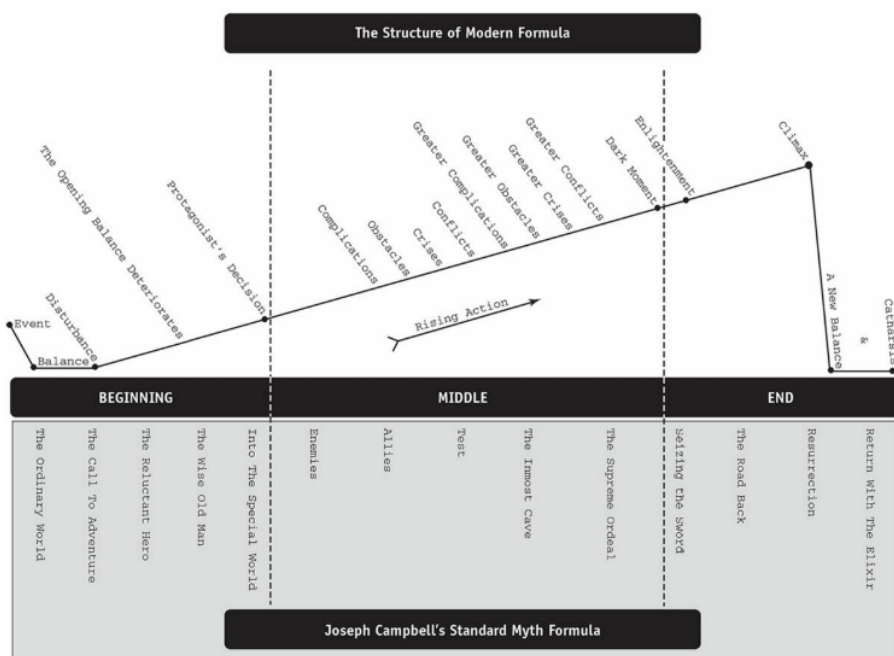 The Structure of Modern Formula
Event
Balance
Disturbance
The Opening Balance Deteriorates
Protagonist's Decision
Complications
Obstacles
Crises
Conflicts
Greater Complications
Greater Obstacles
Greater Crises
Greater Conflicts
Dark Moment
Enlightenment
Climax
Rising Action
A New Balance
&
Catharsis
BEGINNING
MIDDLE
END
The Ordinary World
The Call To Adventure
The Reluctant Hero
The Wise Old Man
Into The Special World
Enemies
Allies
Test
The Inmost Cave
The Supreme Ordeal
Seizing the Sword
The Road Back
Resurrection
Return With The Elixir
Joseph Campbell's Standard Myth Formula